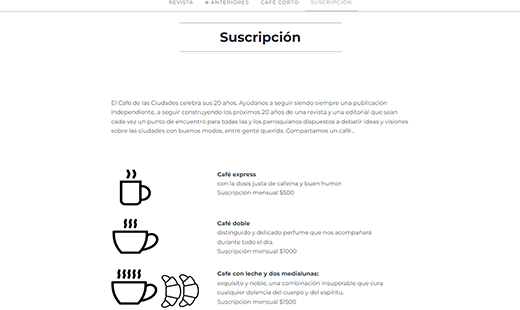 REVISTA # ANTERIORES CAFÉ CORTO SUSCRIPCIÓN
Suscripción
El Café de las Ciudades celebra sus 20 años. Ayúdanos a seguir siendo siempre una publicación
independiente, a seguir construyendo los próximos 20 años de una revista y una editorial que sean
cada vez un punto de encuentro para todas las y los parroquianos dispuestos a debatir ideas y visiones
sobre las ciudades con buenos modos, entre gente querida. Compartamos un café...
Café express
con la dosis justa de cafeína y buen humor.
Suscripción mensual $500
Café doble
distinguido y delicado perfume que nos acompañará
durante todo el día.
Suscripción mensual $1000
Cafe con leche y dos medialunas:
exquisito y noble, una combinación insuperable que cura
cualquier dolencia del cuerpo y del espíritu.
Suscripción mensual $1500